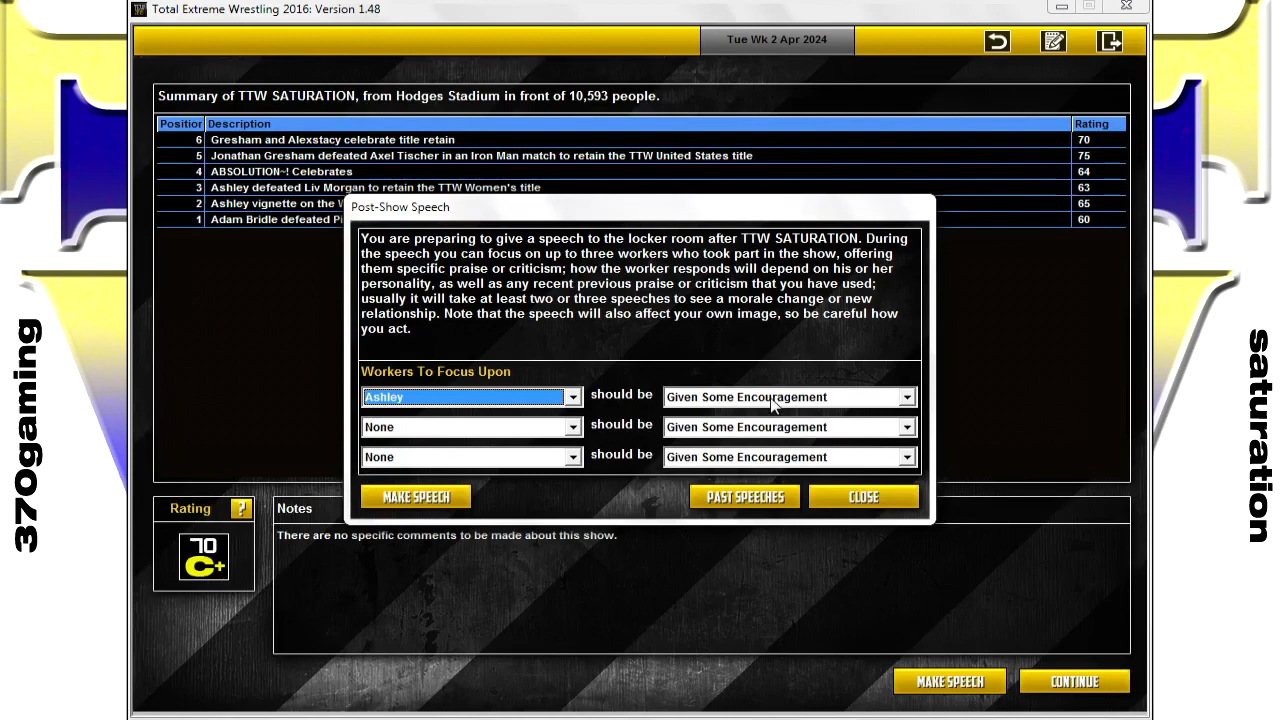 Total Extreme Wrestling 2016: Version 1.48
Tue Wk 2 Apr 2024
Summary of TTW SATURATION, from Hodges Stadium in front of 10,593 people.
Position Description Rating
6 Gresham and Alexstacy celebrate title retain 70
5 Jonathan Gresham defeated Axel Tischer in an Iron Man match to retain the TTW United States title 75
4 ABSOLUTION~! Celebrates 64
3 Ashley defeated Liv Morgan to retain the TTW Women's title 63
2 Ashley vignette on the 65
1 Adam Bridle defeated 60
Post-Show Speech
You are preparing to give a speech to the locker room after TTW SATURATION. During
the speech you can focus on up to three workers who took part in the show, offering
them specific praise or criticism; how the worker responds will depend on his or her
personality, as well as any recent previous praise or criticism that you have used;
usually it will take at least two or three speeches to see a morale change or new
relationship. Note that the speech will also affect your own image, so be careful how
you act.
Workers To Focus Upon
Ashley should be Given Some Encouragement
None should be Given Some Encouragement
None should be Given Some Encouragement
MAKE SPEECH PAST SPEECHES CLOSE
Rating ?
70
C+
Notes
There are no specific comments to be made about this show.
MAKE SPEECH CONTINUE
370gaming
saturation